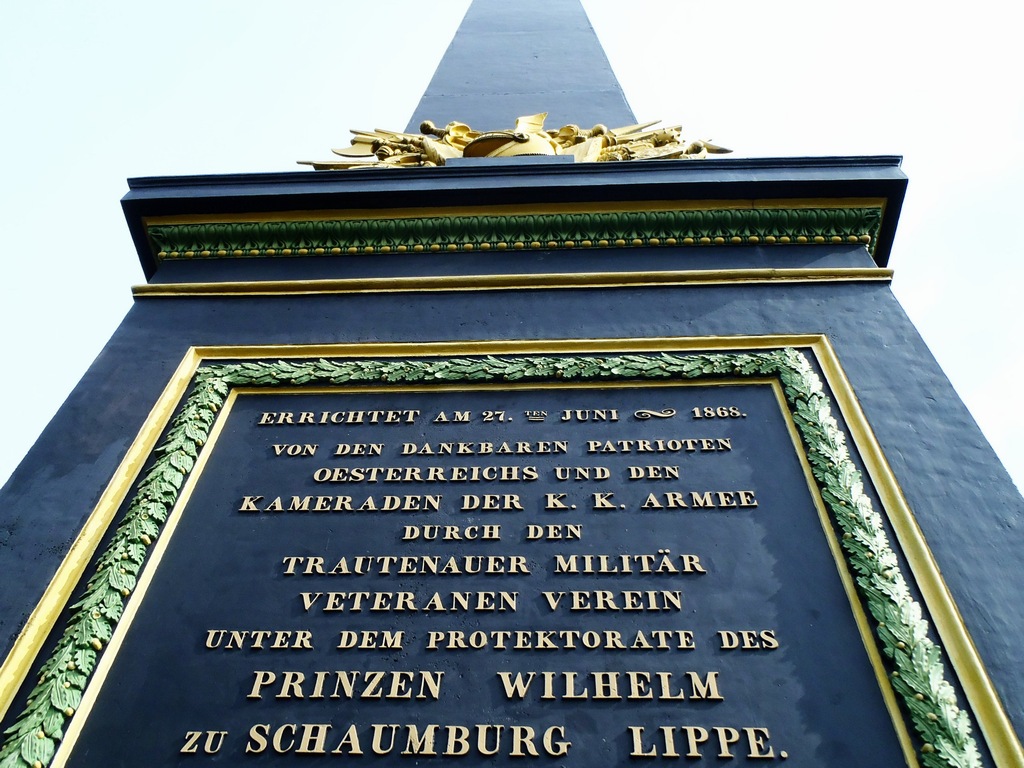 ERRICHTET AM 27. TEN JUNI 1868.
VON DEN DANKBAREN PATRIOTEN
OESTERREICHS UND DEN
KAMERADEN DER K. K. ARMEE
DURCH DEN
TRAUTENAUER MILITÄR
VETERANEN VEREIN
UNTER DEM PROTEKTORATE DES
PRINZEN WILHELM
ZU SCHAUMBURG LIPPE.